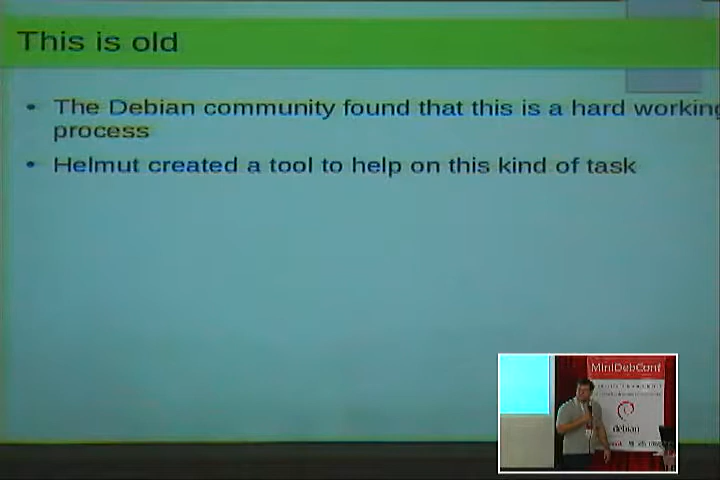 This is old
• The Debian community found that this is a hard working
process
• Helmut created a tool to help on this kind of task
MiniDebConf
debian